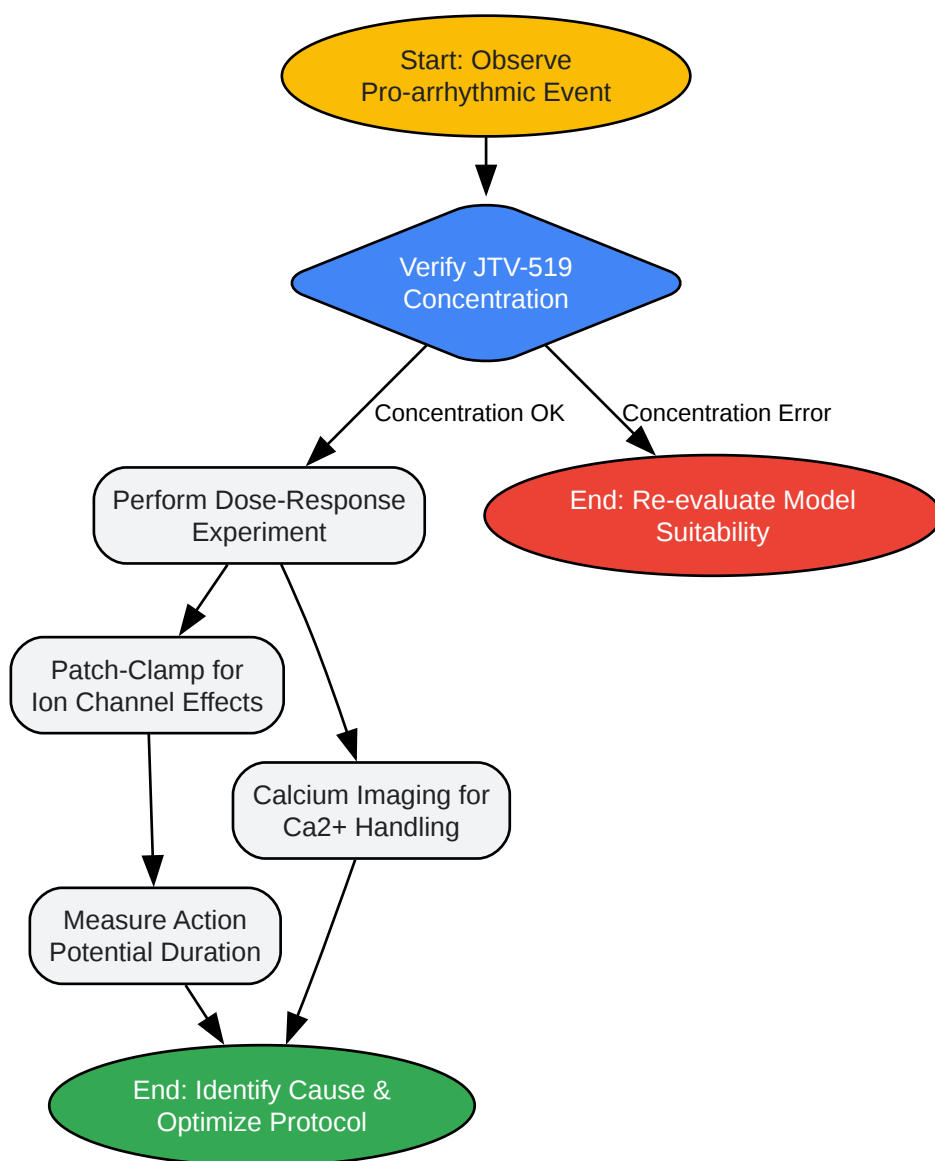 Start: Observe
Pro-arrhythmic Event
Verify JTV-519
Concentration
Concentration OK
Concentration Error
Perform Dose-Response
Experiment
End: Re-evaluate Model
Suitability
Patch-Clamp for
Ion Channel Effects
Calcium Imaging for
Ca2+ Handling
Measure Action
Potential Duration
End: Identify Cause &
Optimize Protocol